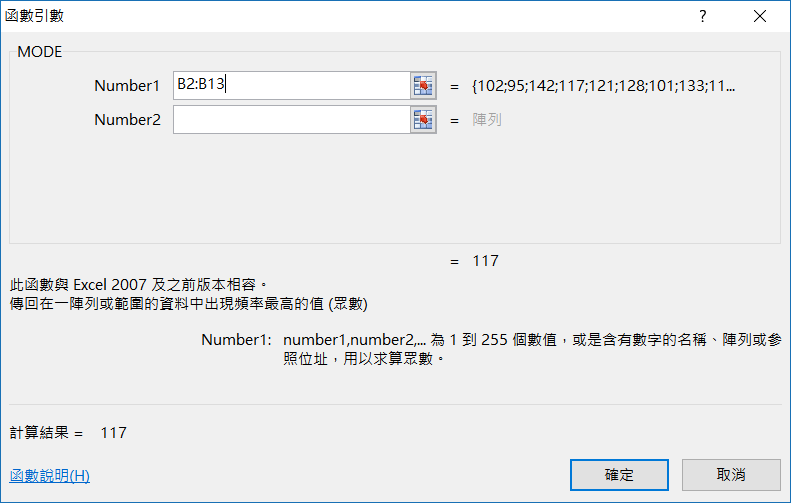 函數引數
?
MODE
Number1 B2:B13 = {102;95;142;117;121;128;101;133;11...
Number2 = 陣列
= 117
此函數與 Excel 2007 及之前版本相容。
傳回在一陣列或範圍的資料中出現頻率最高的值 (眾數)
Number1: number1,number2,... 為 1 到 255 個數值，或是含有數字的名稱、陣列或參
照位址，用以求算眾數。
計算結果 = 117
函數說明(H)
確定 取消